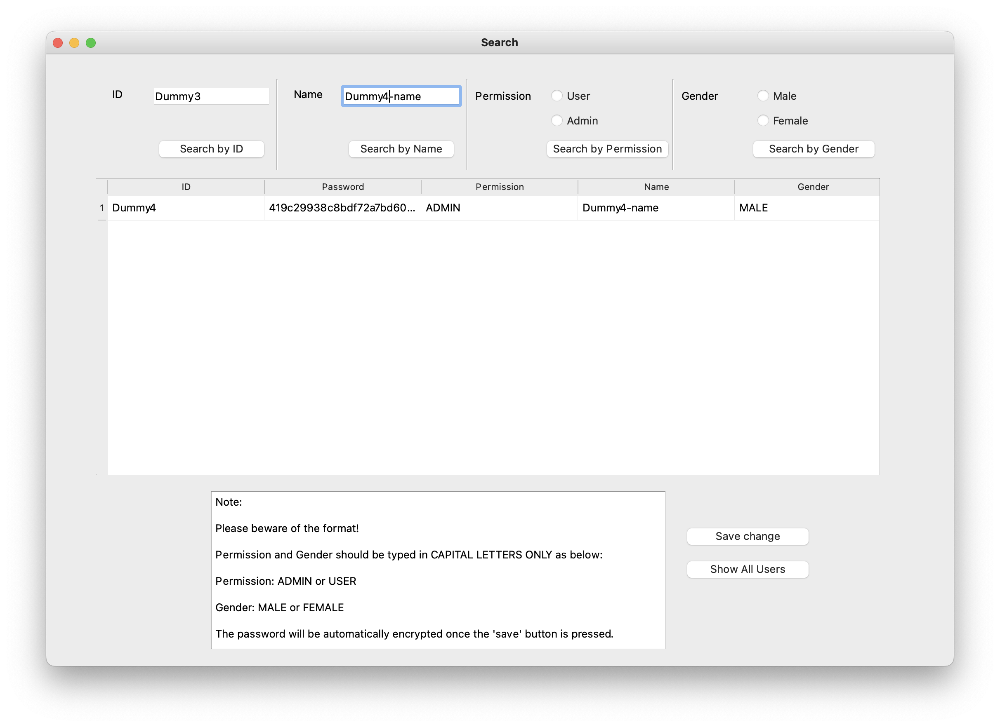 Search
ID
Dummy3
Name
Dummy4-name
Permission
User
Admin
Gender
Male
Female
Search by ID
Search by Name
Search by Permission
Search by Gender
ID Password Permission Name Gender
1 Dummy4 419c29938c8bdf72a7bd60... ADMIN Dummy4-name MALE
Note:
Please beware of the format!
Permission and Gender should be typed in CAPITAL LETTERS ONLY as below:
Permission: ADMIN or USER
Gender: MALE or FEMALE
The password will be automatically encrypted once the 'save' button is pressed.
Save change
Show All Users